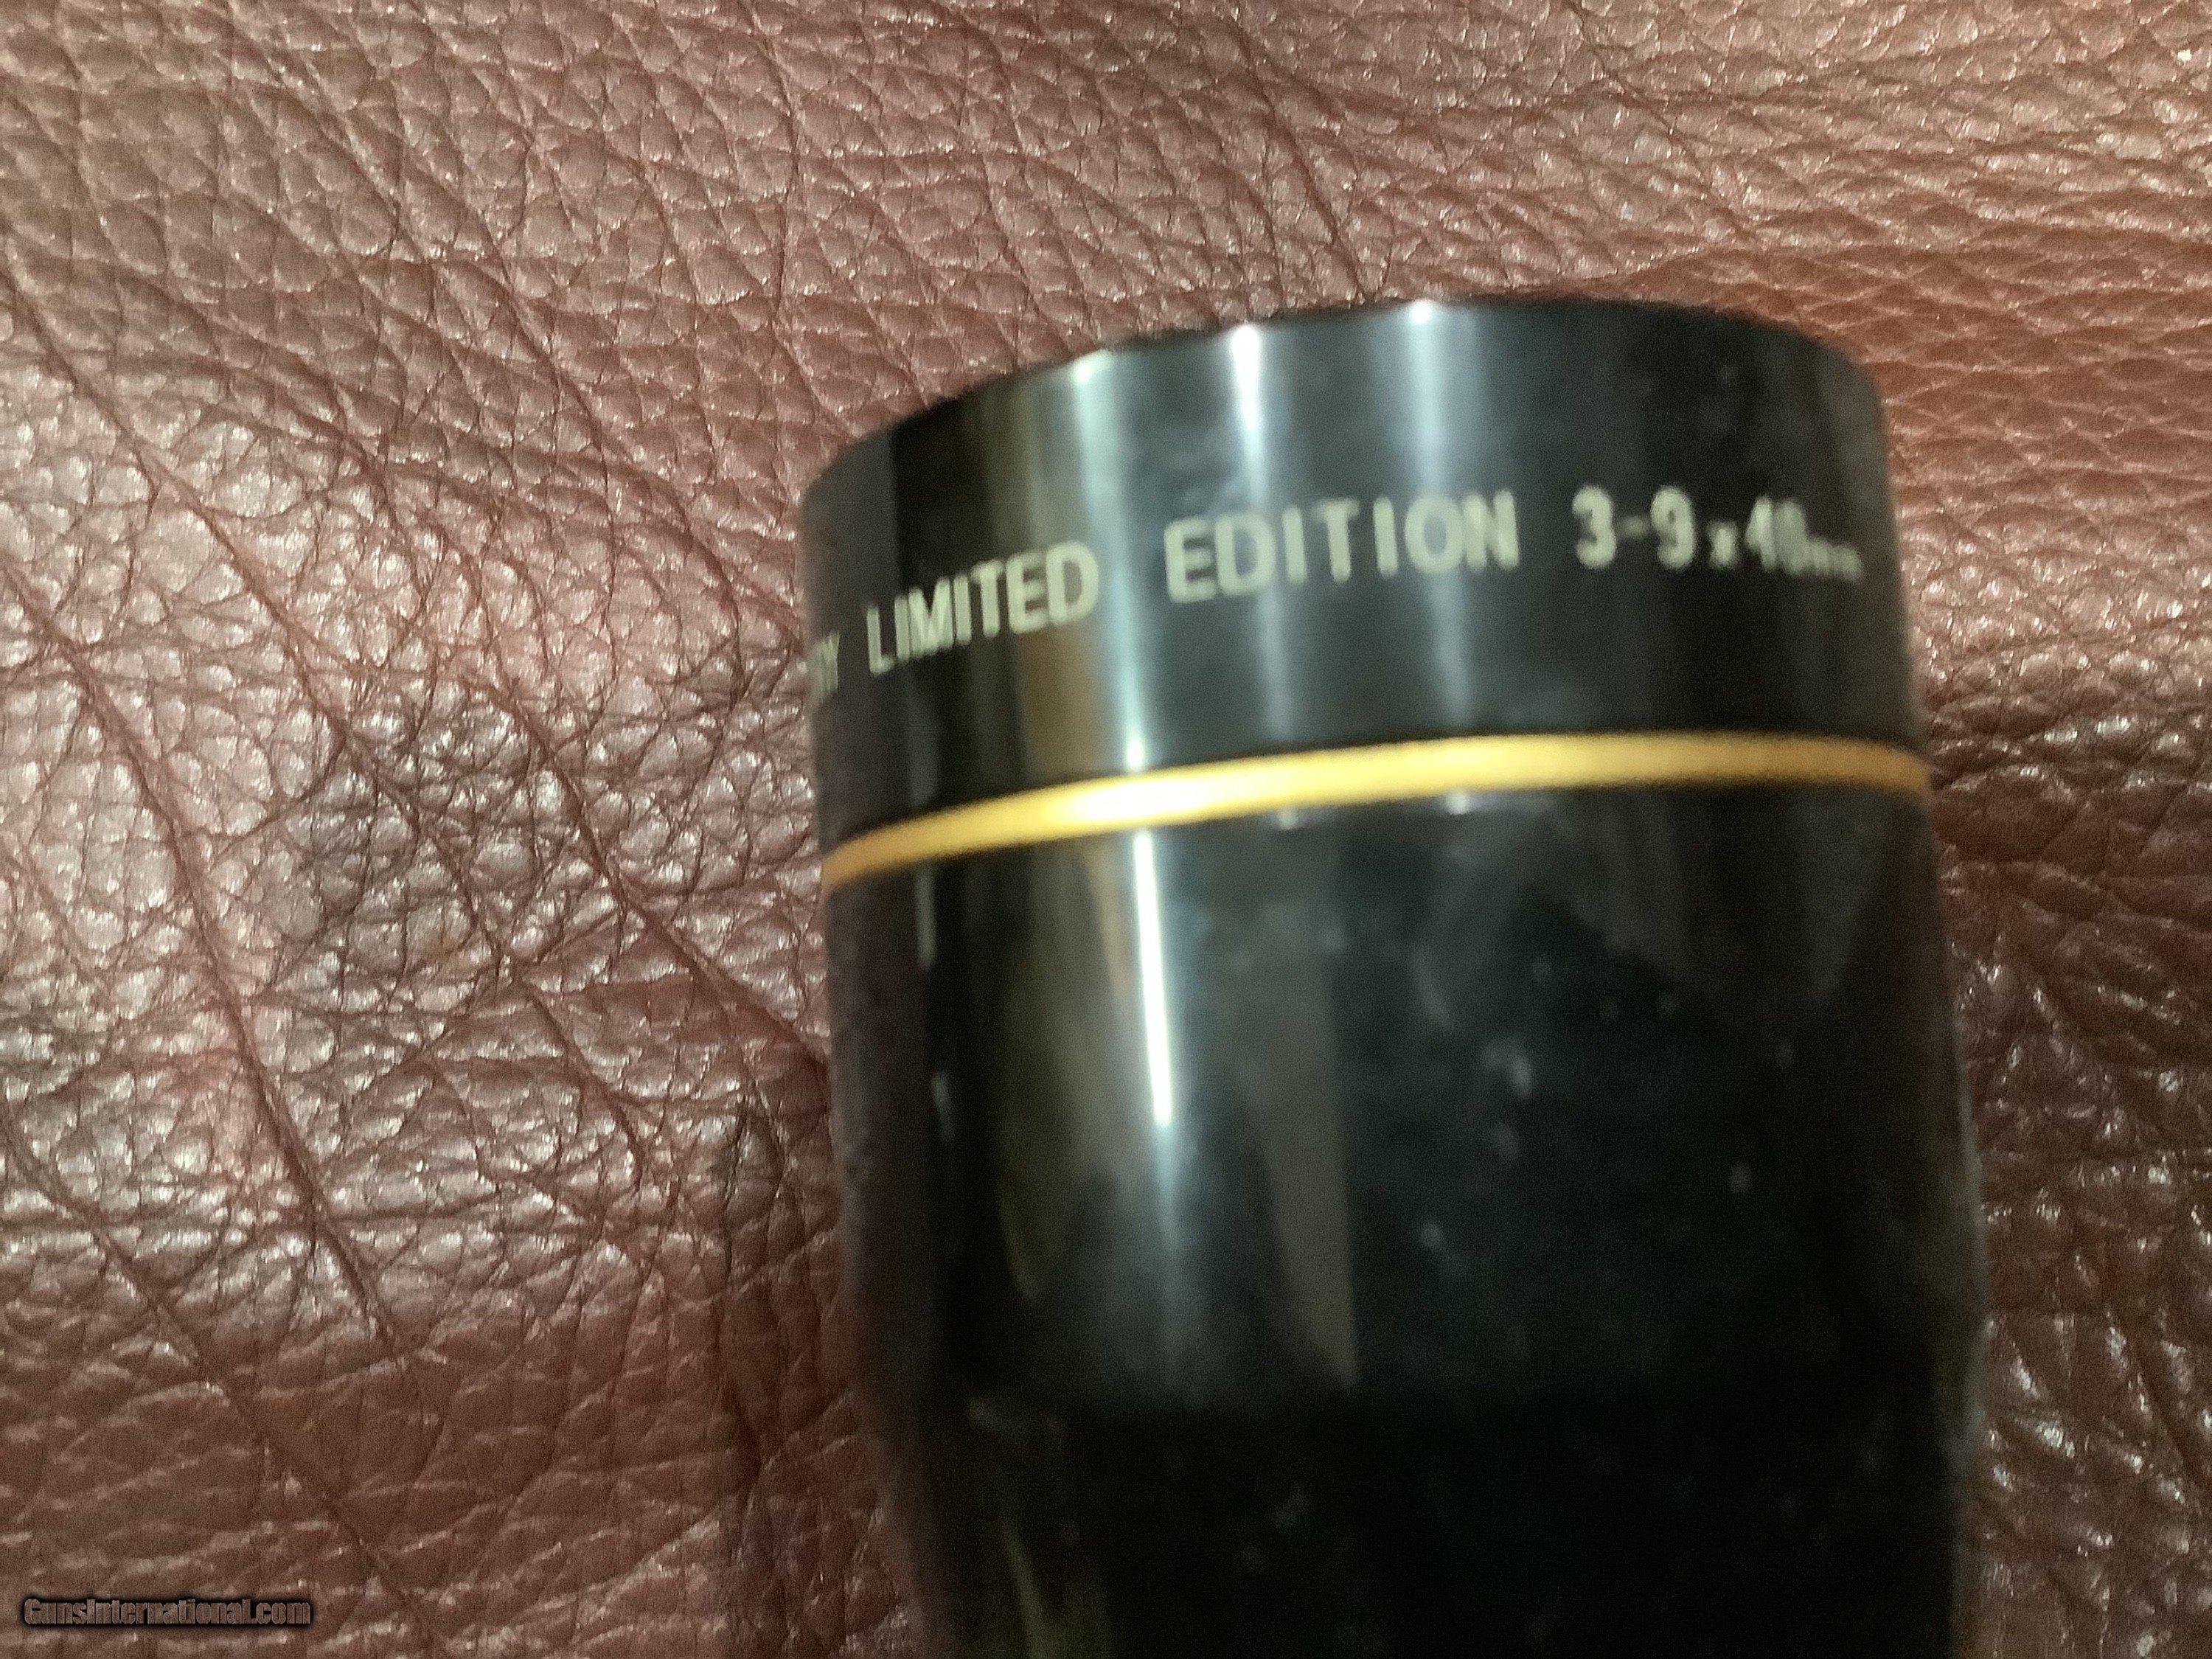 LIMITED EDITION 3-9x40mm
GunsInternational.com